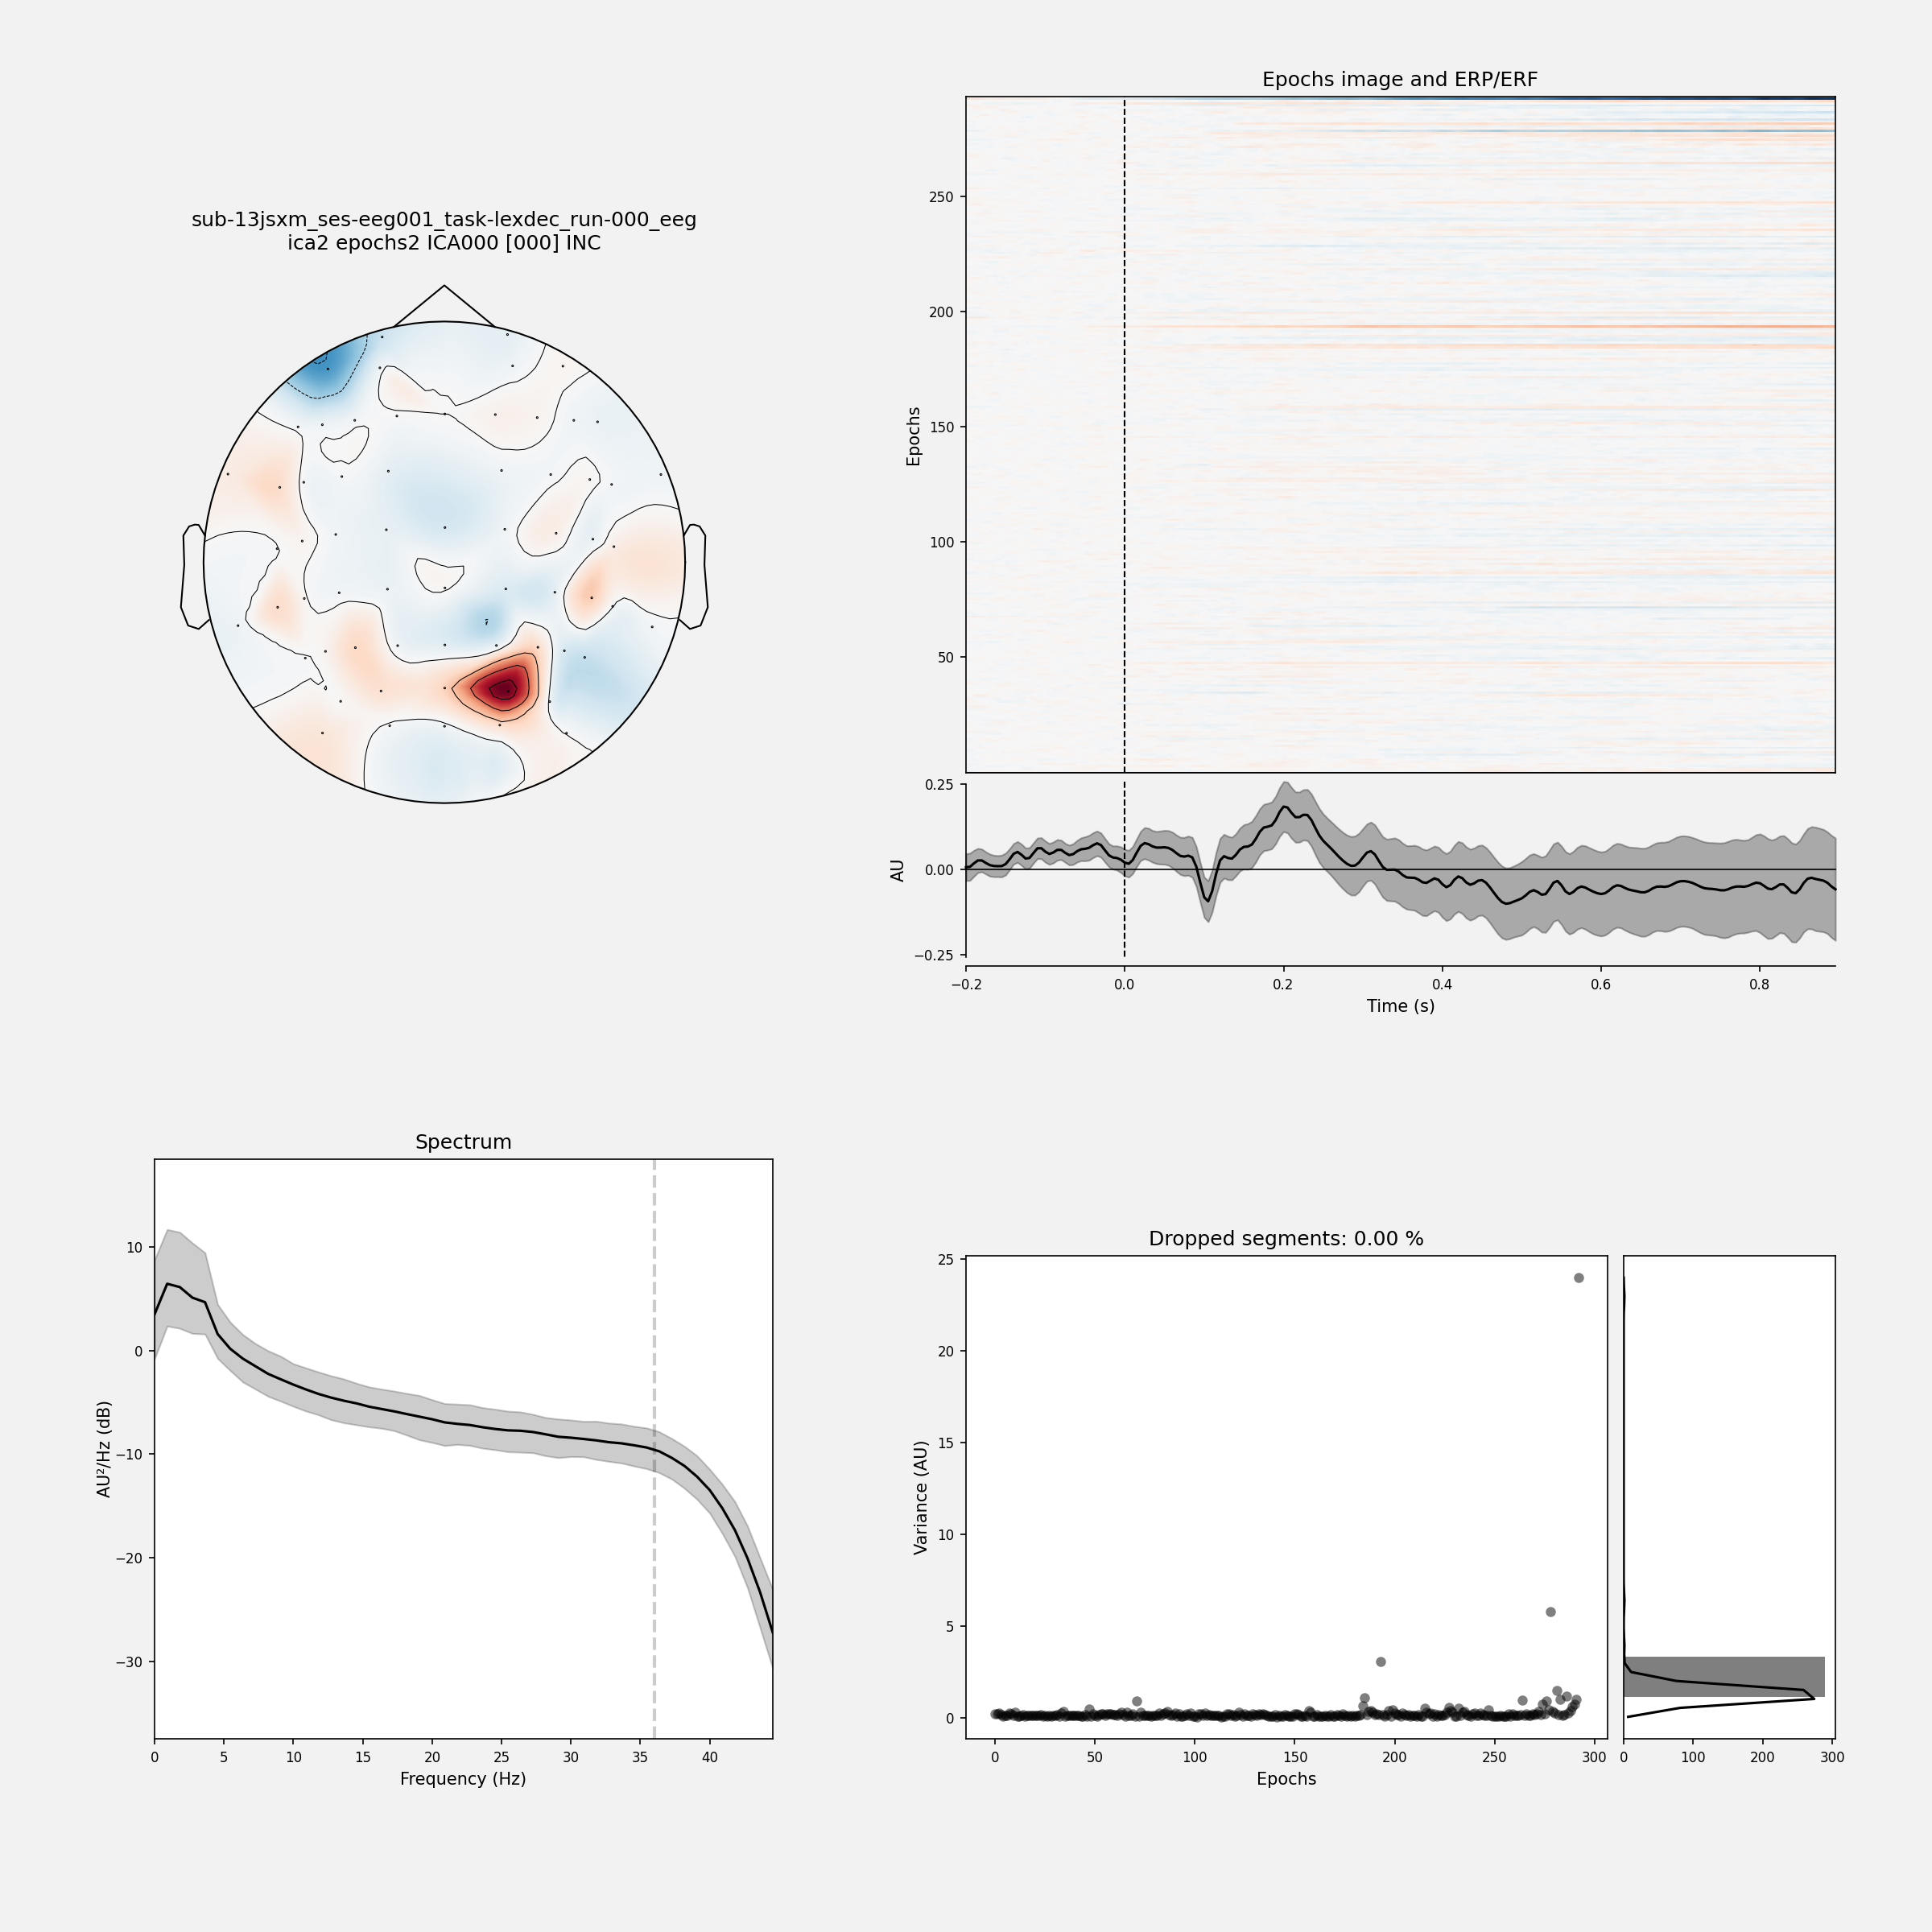 sub-13jsxm_ses-eeg001_task-lexdec_run-000_eeg
ica2 epochs2 ICA000 [000] INC
Epochs image and ERP/ERF
Epochs
250
200
150
100
50
AU
0.25
0.00
−0.25
−0.2 0.0 0.2 0.4 0.6 0.8
Time (s)
Spectrum
AU²/Hz (dB)
10
0
−10
−20
−30
0 5 10 15 20 25 30 35 40
Frequency (Hz)
Dropped segments: 0.00 %
Variance (AU)
25
20
15
10
5
0
0 50 100 150 200 250 300
Epochs
0 100 200 300